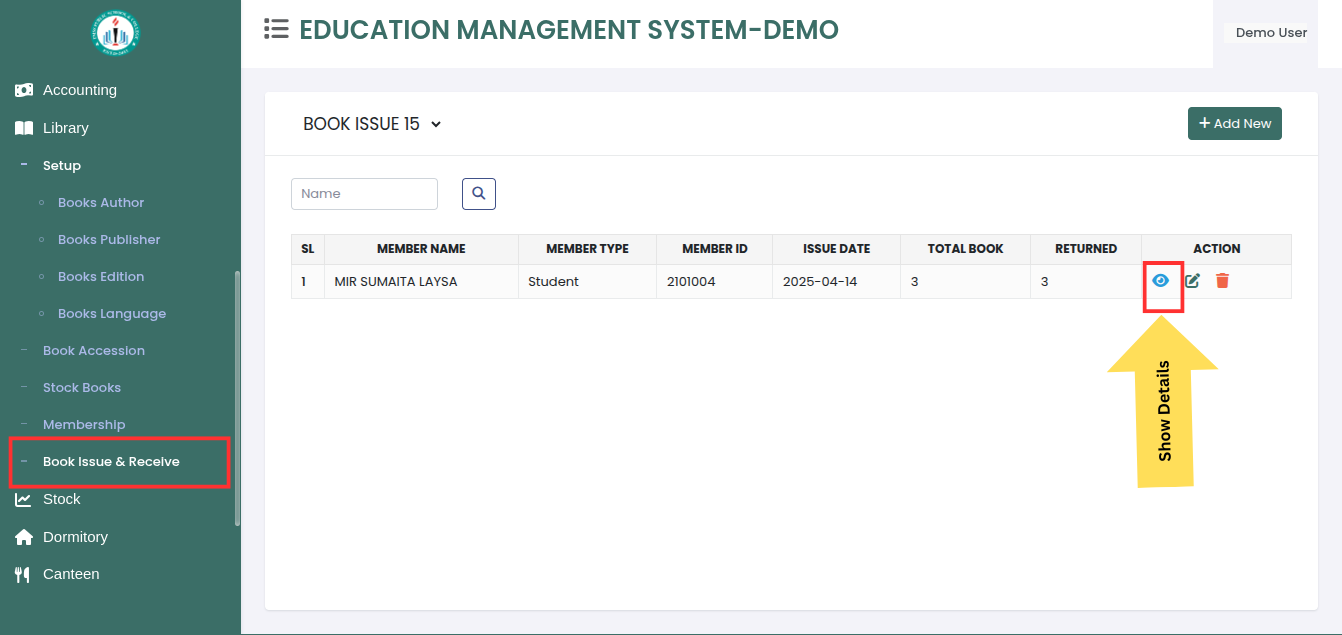 EDUCATION MANAGEMENT SYSTEM-DEMO
Demo User
Accounting
Library
Setup
Books Author
Books Publisher
Books Edition
Books Language
Book Accession
Stock Books
Membership
Book Issue & Receive
Stock
Dormitory
Canteen
BOOK ISSUE 15
+ Add New
Name
SL MEMBER NAME MEMBER TYPE MEMBER ID ISSUE DATE TOTAL BOOK RETURNED ACTION
1 MIR SUMAITA LAYSA Student 2101004 2025-04-14 3 3
Show Details